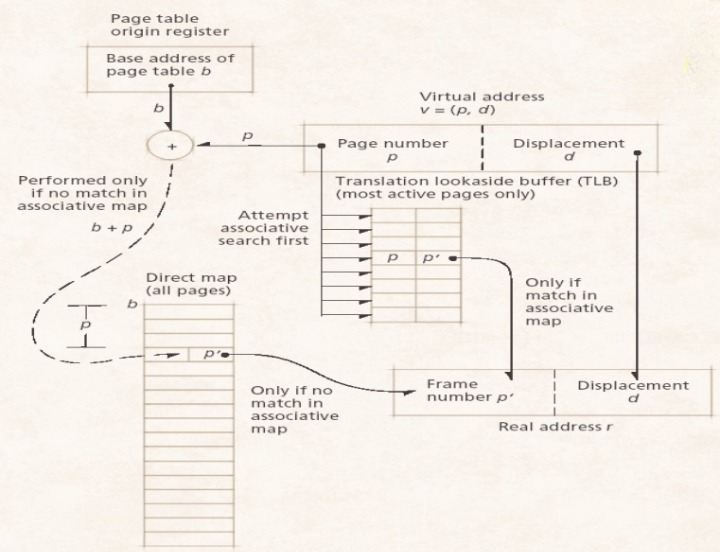 Page table
origin register
Base address of
page table b
b
+
p
Virtual address
v = (p, d)
Page number
p
Displacement
d
Performed only
if no match in
associative map
b + p
Translation lookaside buffer (TLB)
(most active pages only)
Attempt
associative
search first
p p′
Only if
match in
associative
map
Direct map
(all pages)
b
p
p′
Only if no
match in
associative
map
Frame
number p′
Displacement
d
Real address r